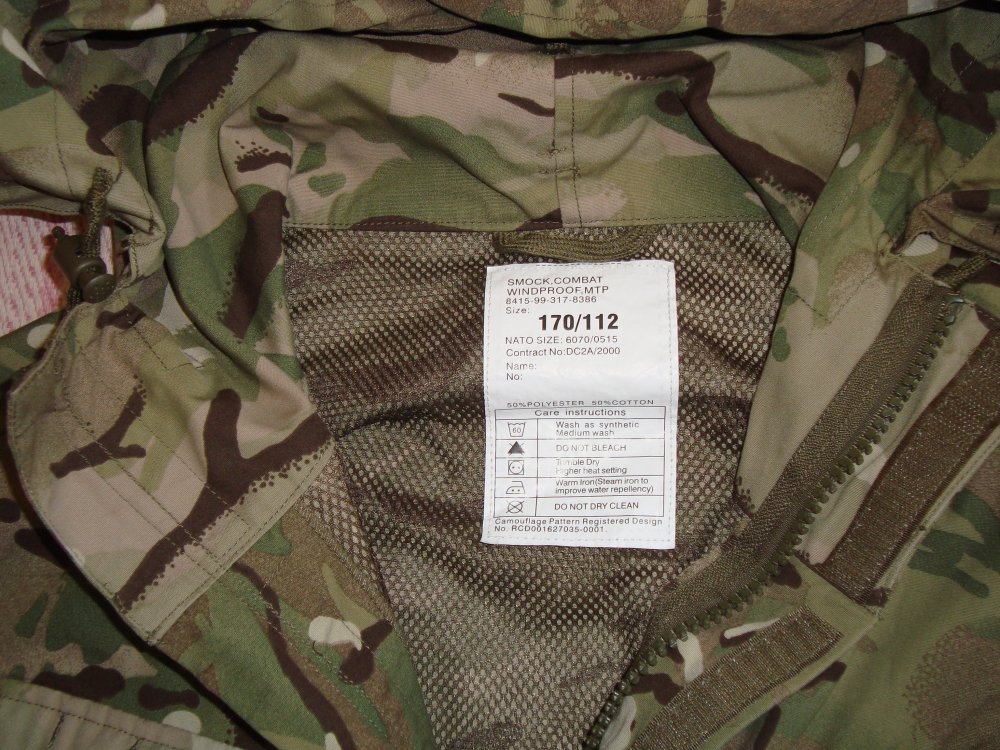 SMOCK,COMBAT
WINDPROOF,MTP
8415-99-317-8386
Size:
170/112
NATO SIZE: 6070/0515
Contract No:DC2A/2000
Name:
No:
50%POLYESTER 50%COTTON
Care instructions
60 Wash as synthetic
Medium wash
DO NOT BLEACH
Tumble Dry
Higher heat setting
Warm Iron(Steam iron to
improve water repellency)
DO NOT DRY CLEAN
Camouflage Pattern Registered Design
No. RCD001627035-0001.